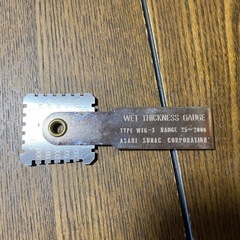 WET THICKNESS GAUGE
TYPE WTG-3 RANGE 25~2000
ASAHI SUNAC CORPORATION